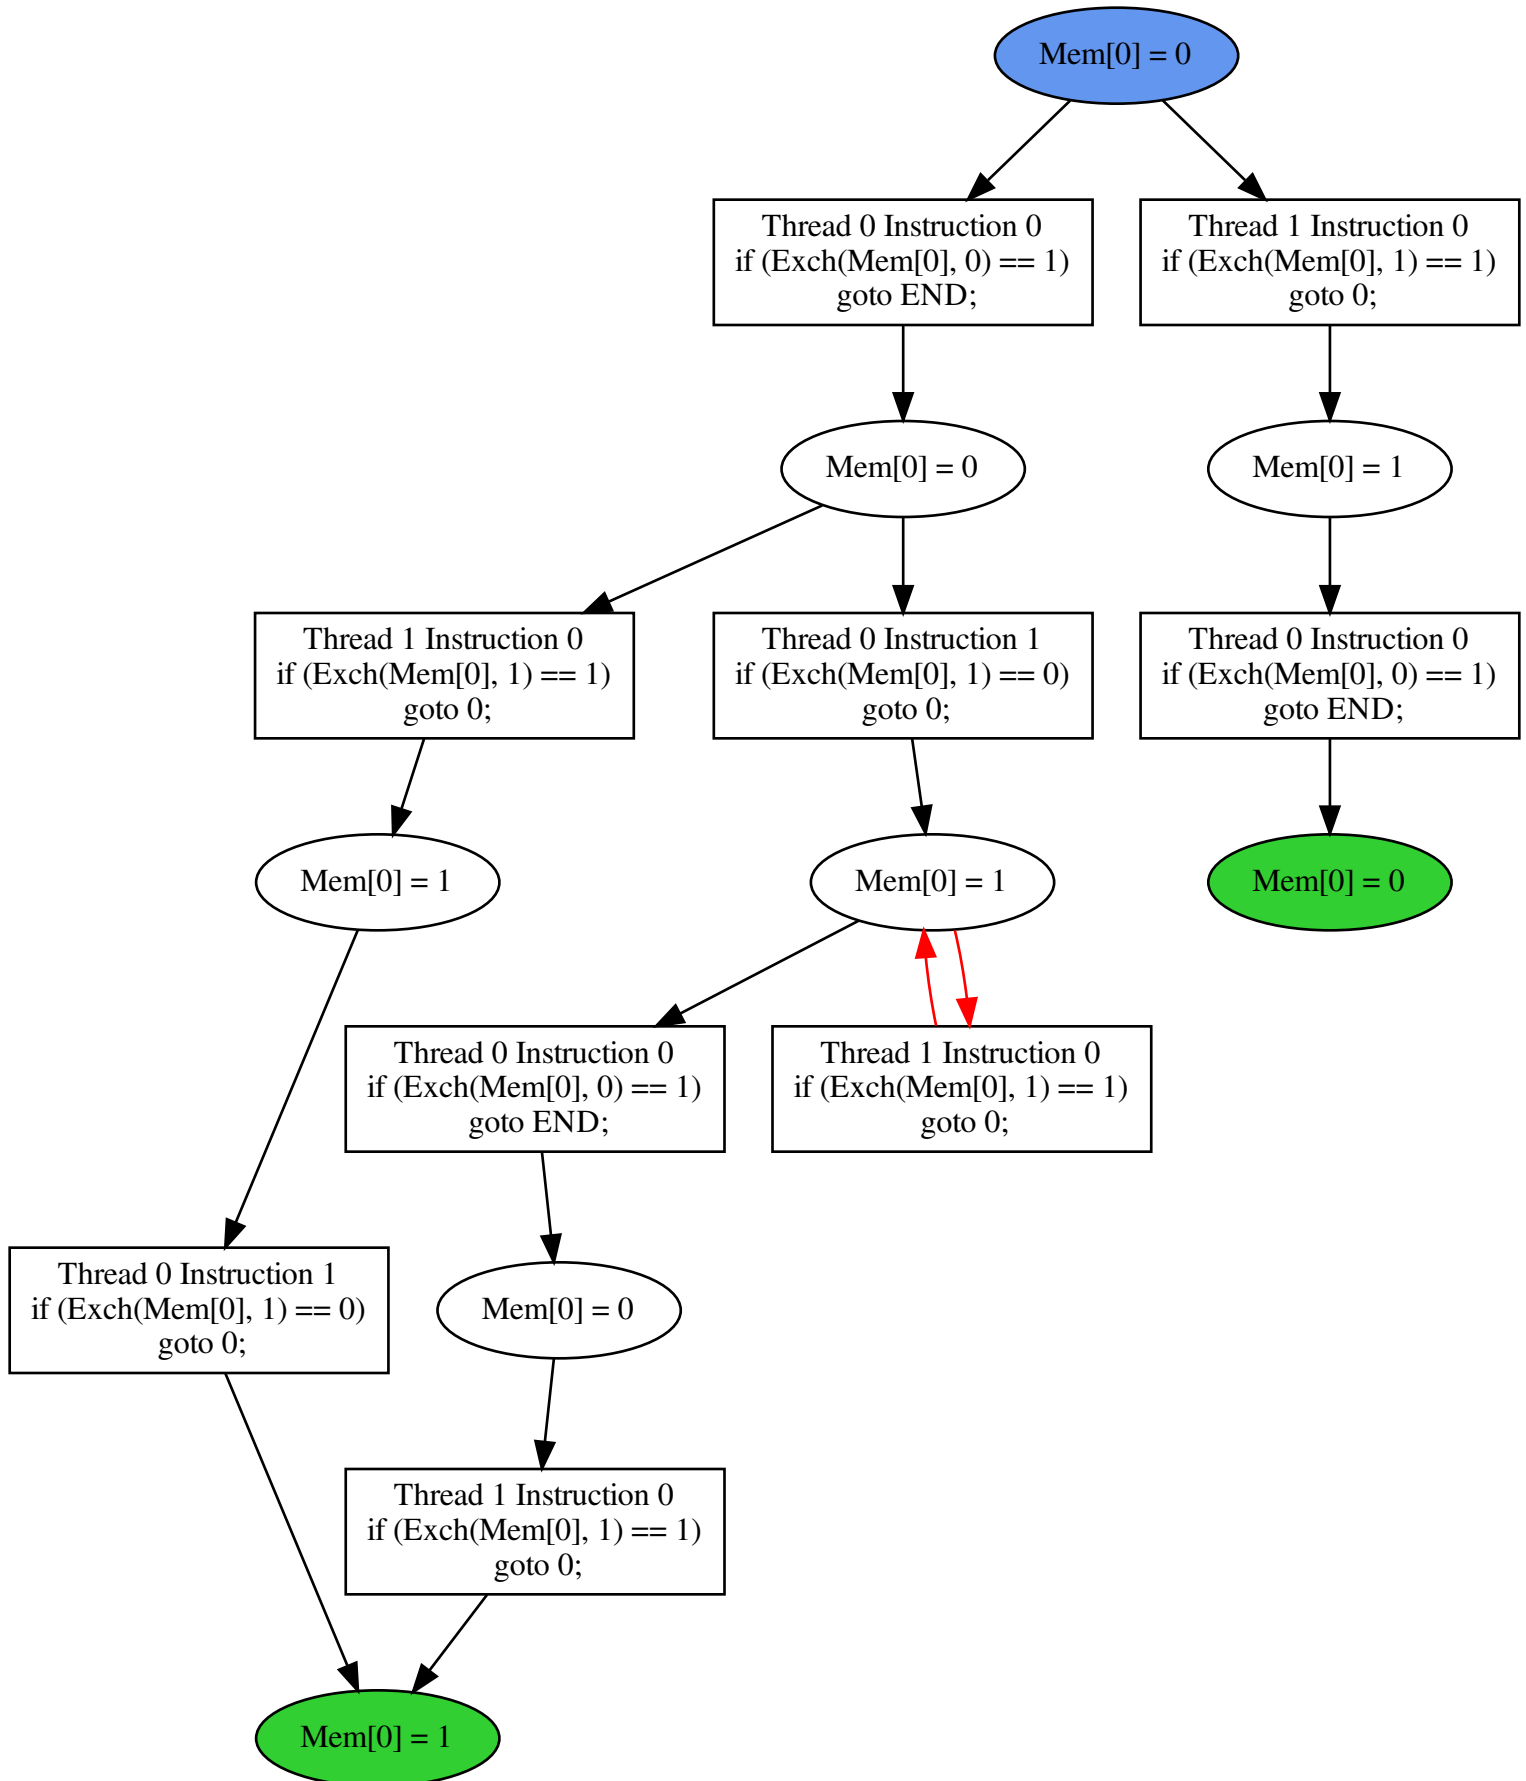 Mem[0] = 0
Thread 0 Instruction 0
if (Exch(Mem[0], 0) == 1)
goto END;
Thread 1 Instruction 0
if (Exch(Mem[0], 1) == 1)
goto 0;
Mem[0] = 0
Mem[0] = 1
Thread 1 Instruction 0
if (Exch(Mem[0], 1) == 1)
goto 0;
Thread 0 Instruction 1
if (Exch(Mem[0], 1) == 0)
goto 0;
Thread 0 Instruction 0
if (Exch(Mem[0], 0) == 1)
goto END;
Mem[0] = 1
Mem[0] = 1
Mem[0] = 0
Thread 0 Instruction 0
if (Exch(Mem[0], 0) == 1)
goto END;
Thread 1 Instruction 0
if (Exch(Mem[0], 1) == 1)
goto 0;
Thread 0 Instruction 1
if (Exch(Mem[0], 1) == 0)
goto 0;
Mem[0] = 0
Thread 1 Instruction 0
if (Exch(Mem[0], 1) == 1)
goto 0;
Mem[0] = 1